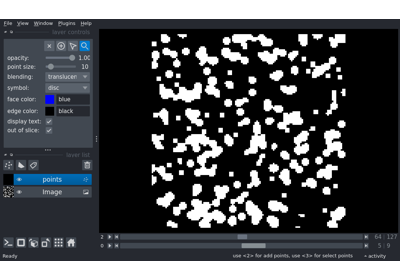 File View Window Plugins Help
layer controls
opacity: 1.00
point size: 10
blending: translucen
symbol: disc
face color: blue
edge color: black
display text:
out of slice:
layer list
points
Image
2 64 127
0 5 9
Ready use <2> for add points, use <3> for select points activity